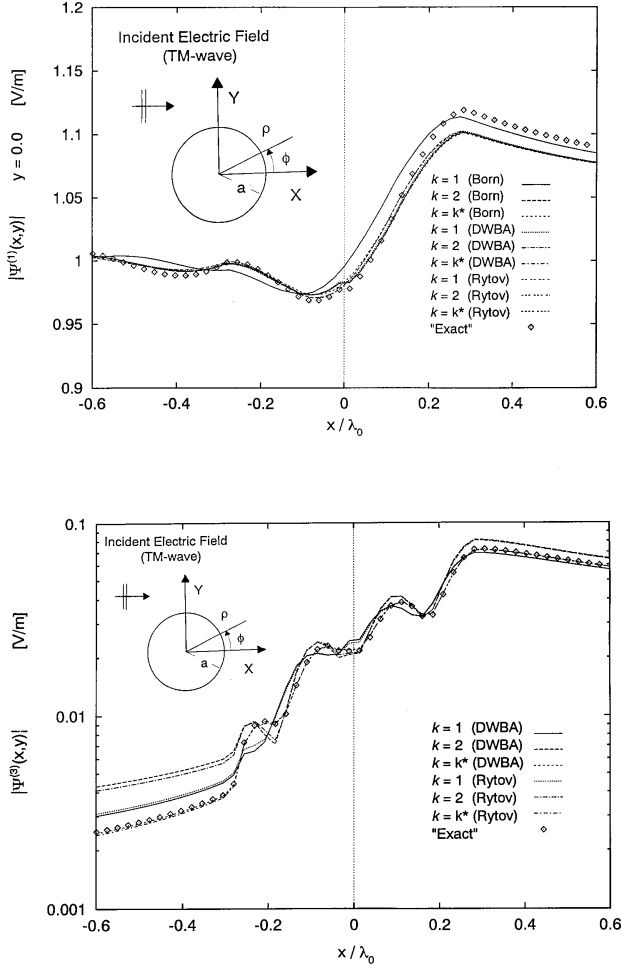 1.2
1.15
1.1
1.05
1
0.95
0.9
|Ψ⁽¹⁾(x,y)| y = 0.0 [V/m]
Incident Electric Field
(TM-wave)
Y
ρ
ϕ
a
X
k = 1 (Born)
k = 2 (Born)
k = k* (Born)
k = 1 (DWBA)
k = 2 (DWBA)
k = k* (DWBA)
k = 1 (Rytov)
k = 2 (Rytov)
k = k* (Rytov)
"Exact"
-0.6 -0.4 -0.2 0 0.2 0.4 0.6
x / λ₀
0.1
0.01
0.001
|Ψ⁽³⁾(x,y)| [V/m]
Incident Electric Field
(TM-wave)
Y
ρ
ϕ
a
X
k = 1 (DWBA)
k = 2 (DWBA)
k = k* (DWBA)
k = 1 (Rytov)
k = 2 (Rytov)
k = k* (Rytov)
"Exact"
-0.6 -0.4 -0.2 0 0.2 0.4 0.6
x / λ₀